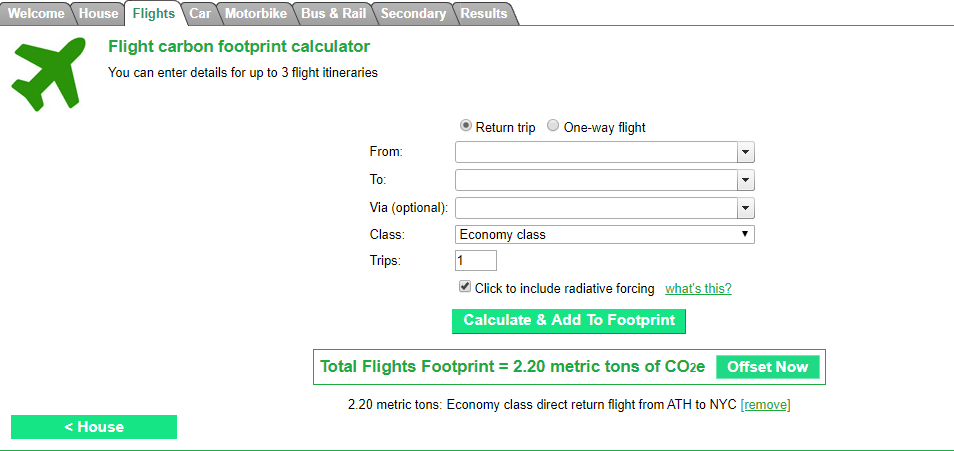 Welcome House Flights Car Motorbike Bus & Rail Secondary Results
Flight carbon footprint calculator
You can enter details for up to 3 flight itineraries
Return trip One-way flight
From:
To:
Via (optional):
Class: Economy class
Trips: 1
Click to include radiative forcing what's this?
Calculate & Add To Footprint
Total Flights Footprint = 2.20 metric tons of CO2e Offset Now
2.20 metric tons: Economy class direct return flight from ATH to NYC [remove]
< House